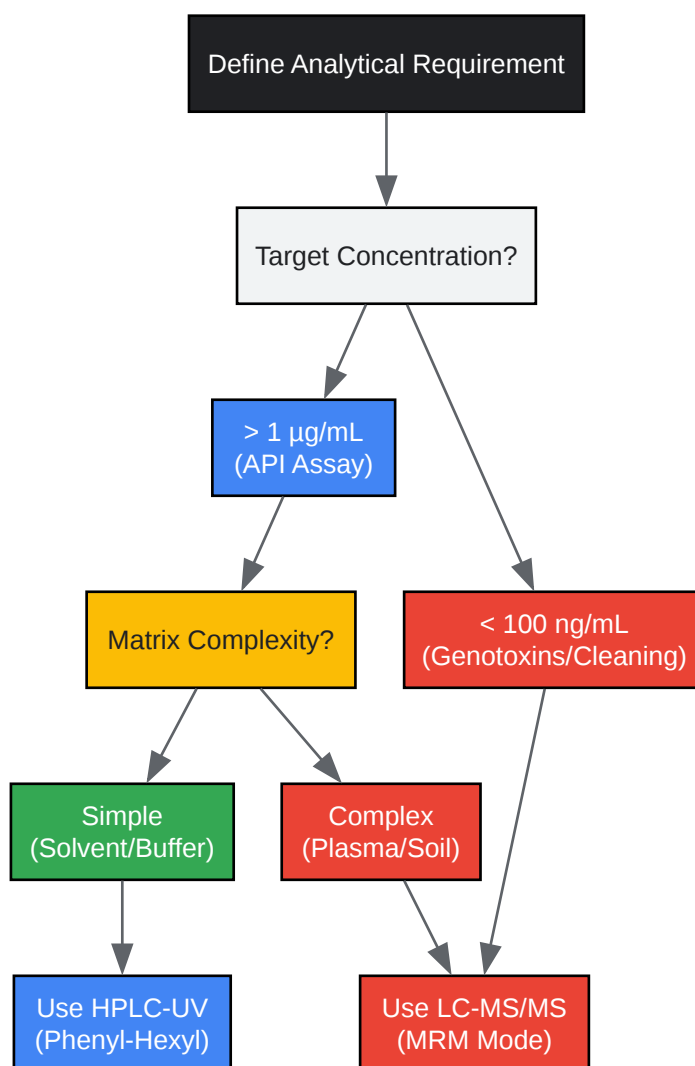 Define Analytical Requirement
Target Concentration?
> 1 µg/mL
(API Assay)
Matrix Complexity?
< 100 ng/mL
(Genotoxins/Cleaning)
Simple
(Solvent/Buffer)
Complex
(Plasma/Soil)
Use HPLC-UV
(Phenyl-Hexyl)
Use LC-MS/MS
(MRM Mode)